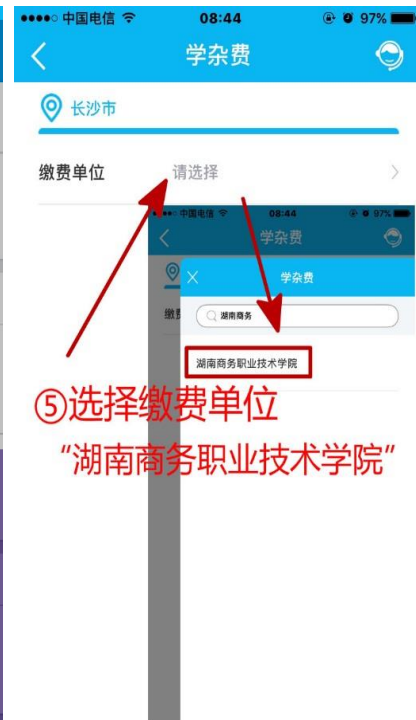 中国电信 08:44 97%
学杂费
长沙市
缴费单位 请选择
中国电信 08:44 97%
学杂费
学杂费
缴费
湖南商务
湖南商务职业技术学院
⑤选择缴费单位
“湖南商务职业技术学院”